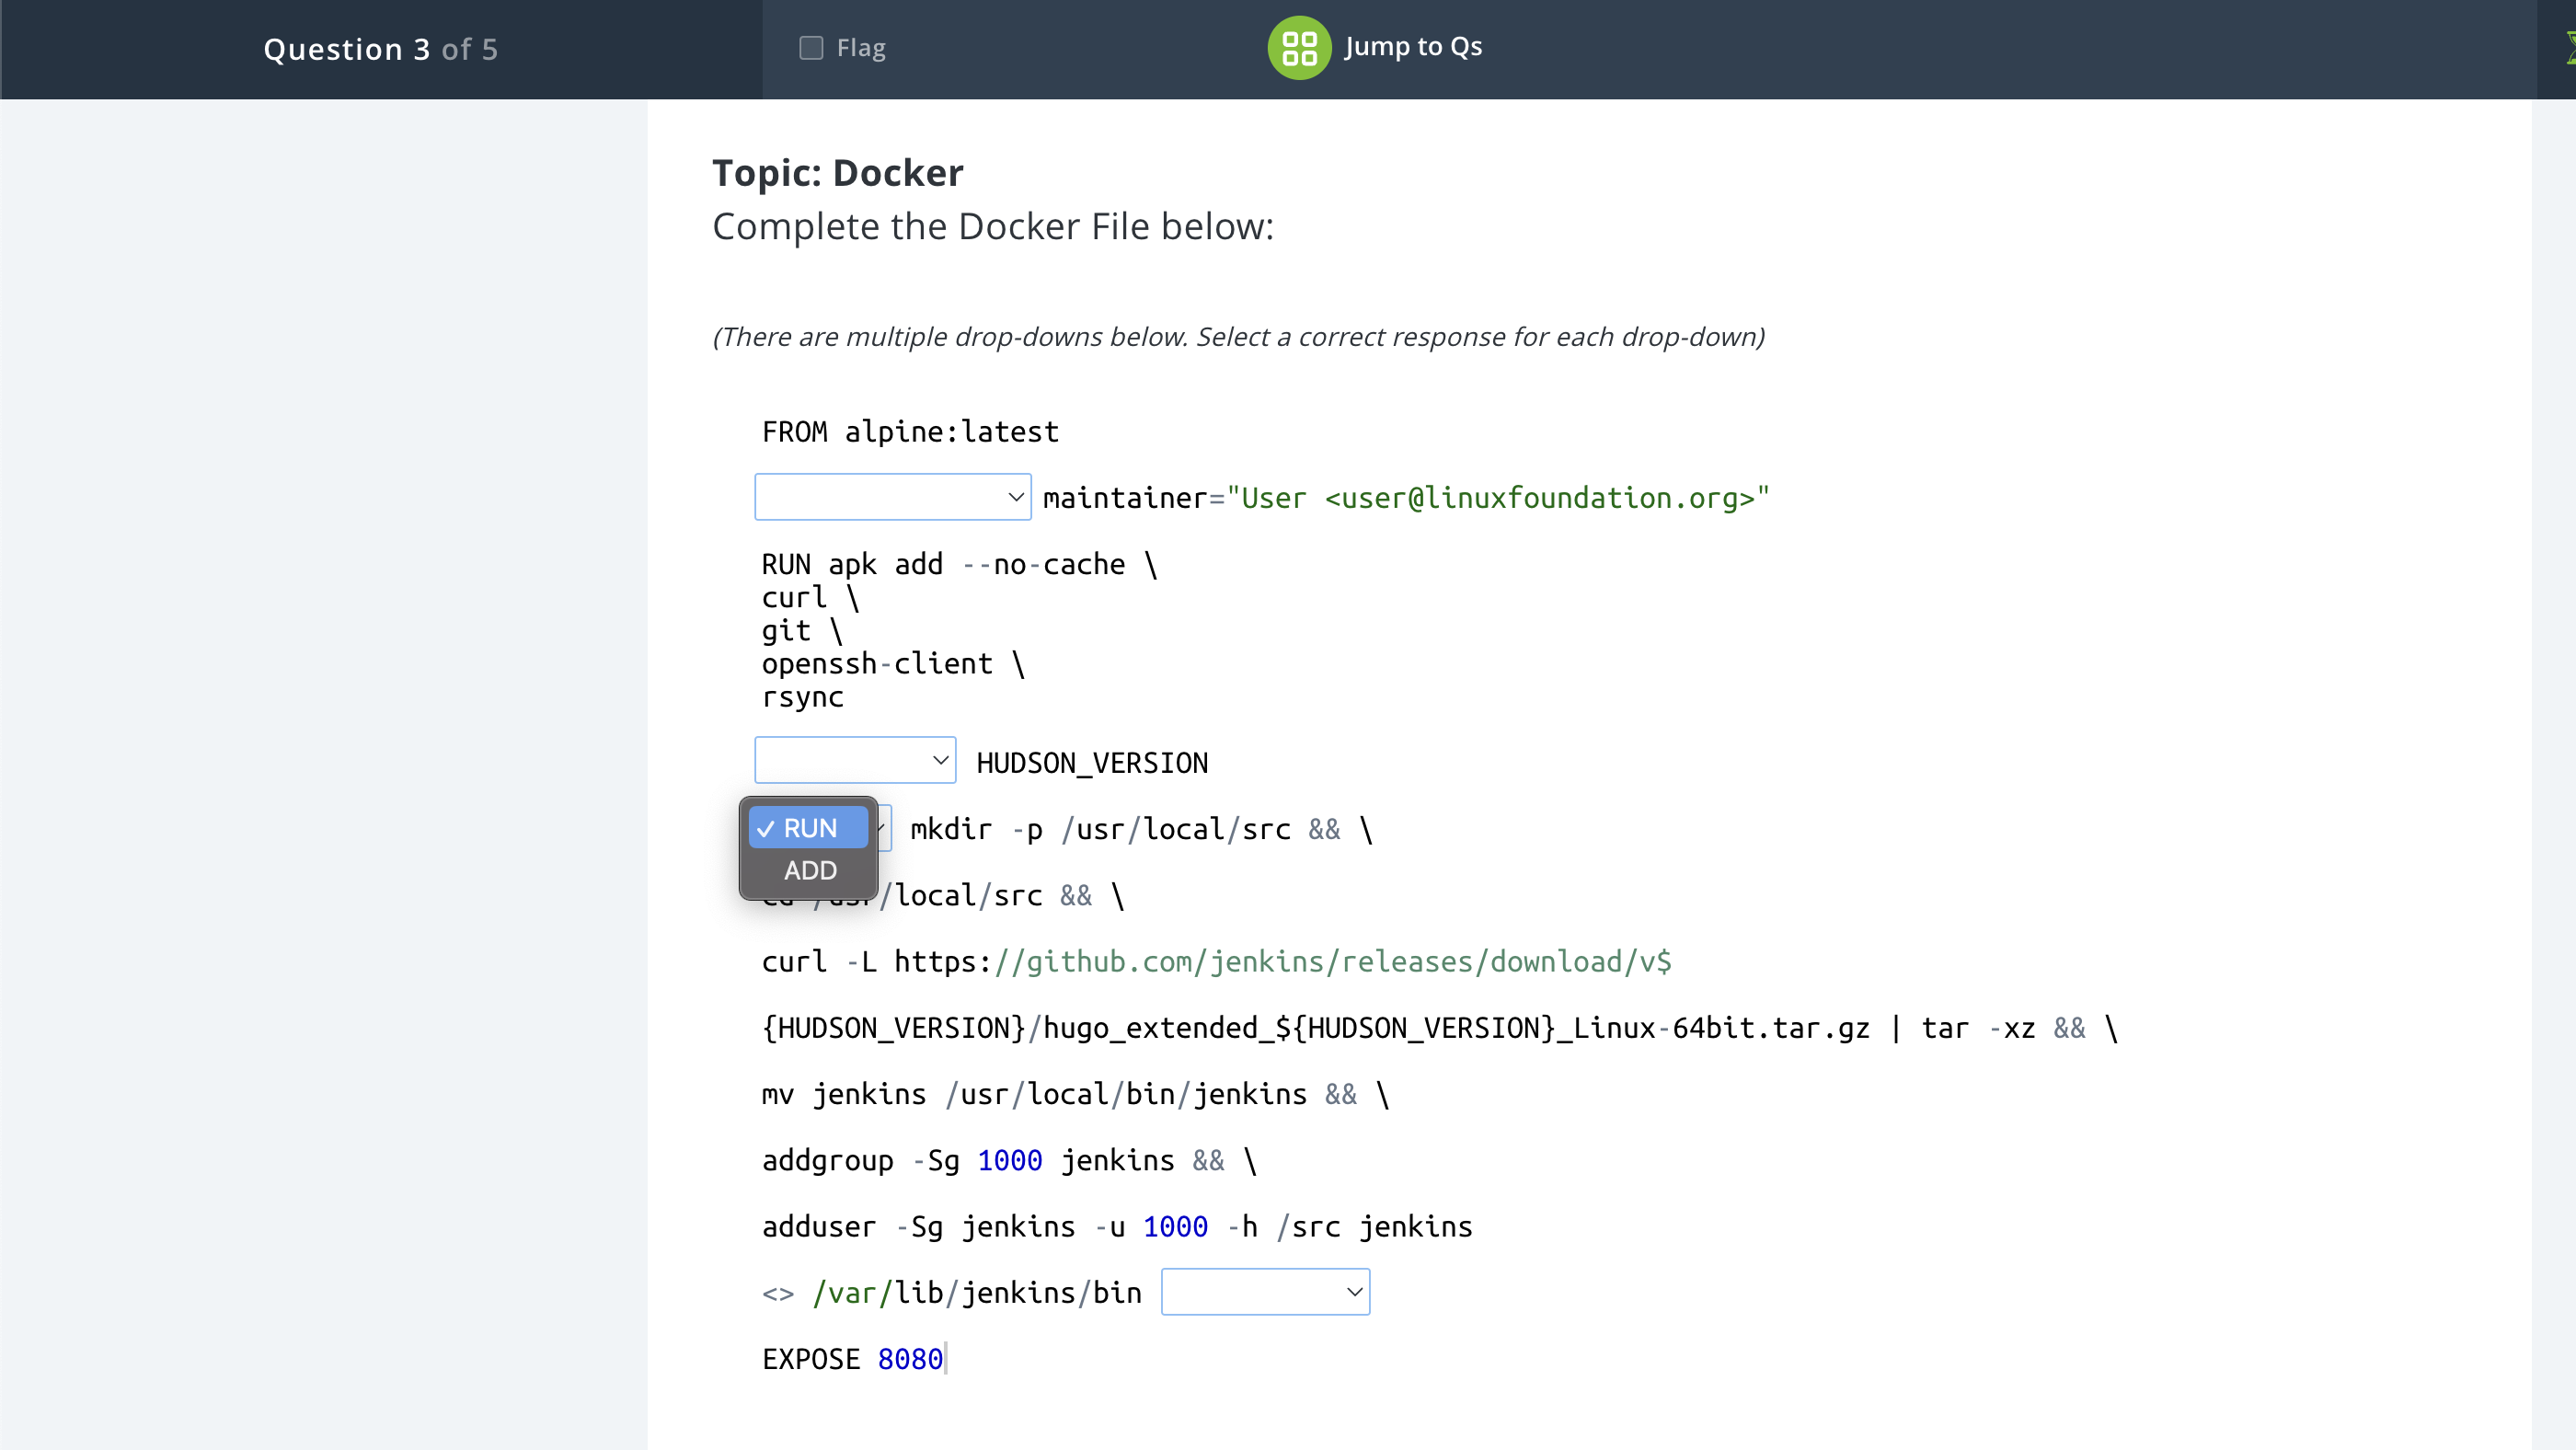 Question 3 of 5
Flag
Jump to Qs
Topic: Docker
Complete the Docker File below:
(There are multiple drop-downs below. Select a correct response for each drop-down)
FROM alpine:latest
maintainer="User <user@linuxfoundation.org>"
RUN apk add --no-cache \
curl \
git \
openssh-client \
rsync
HUDSON_VERSION
✓ RUN
ADD
mkdir -p /usr/local/src && \
/local/src && \
curl -L https://github.com/jenkins/releases/download/v$
{HUDSON_VERSION}/hugo_extended_${HUDSON_VERSION}_Linux-64bit.tar.gz | tar -xz && \
mv jenkins /usr/local/bin/jenkins && \
addgroup -Sg 1000 jenkins && \
adduser -Sg jenkins -u 1000 -h /src jenkins
<> /var/lib/jenkins/bin
EXPOSE 8080